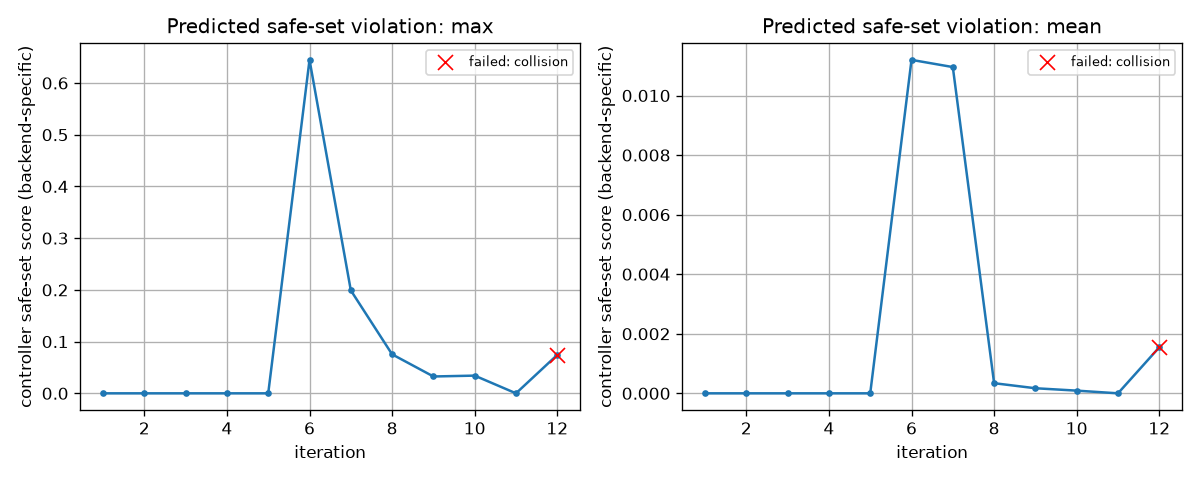 Predicted safe-set violation: max
controller safe-set score (backend-specific)
0.6
0.5
0.4
0.3
0.2
0.1
0.0
failed: collision
2 4 6 8 10 12
iteration
Predicted safe-set violation: mean
controller safe-set score (backend-specific)
0.010
0.008
0.006
0.004
0.002
0.000
failed: collision
2 4 6 8 10 12
iteration